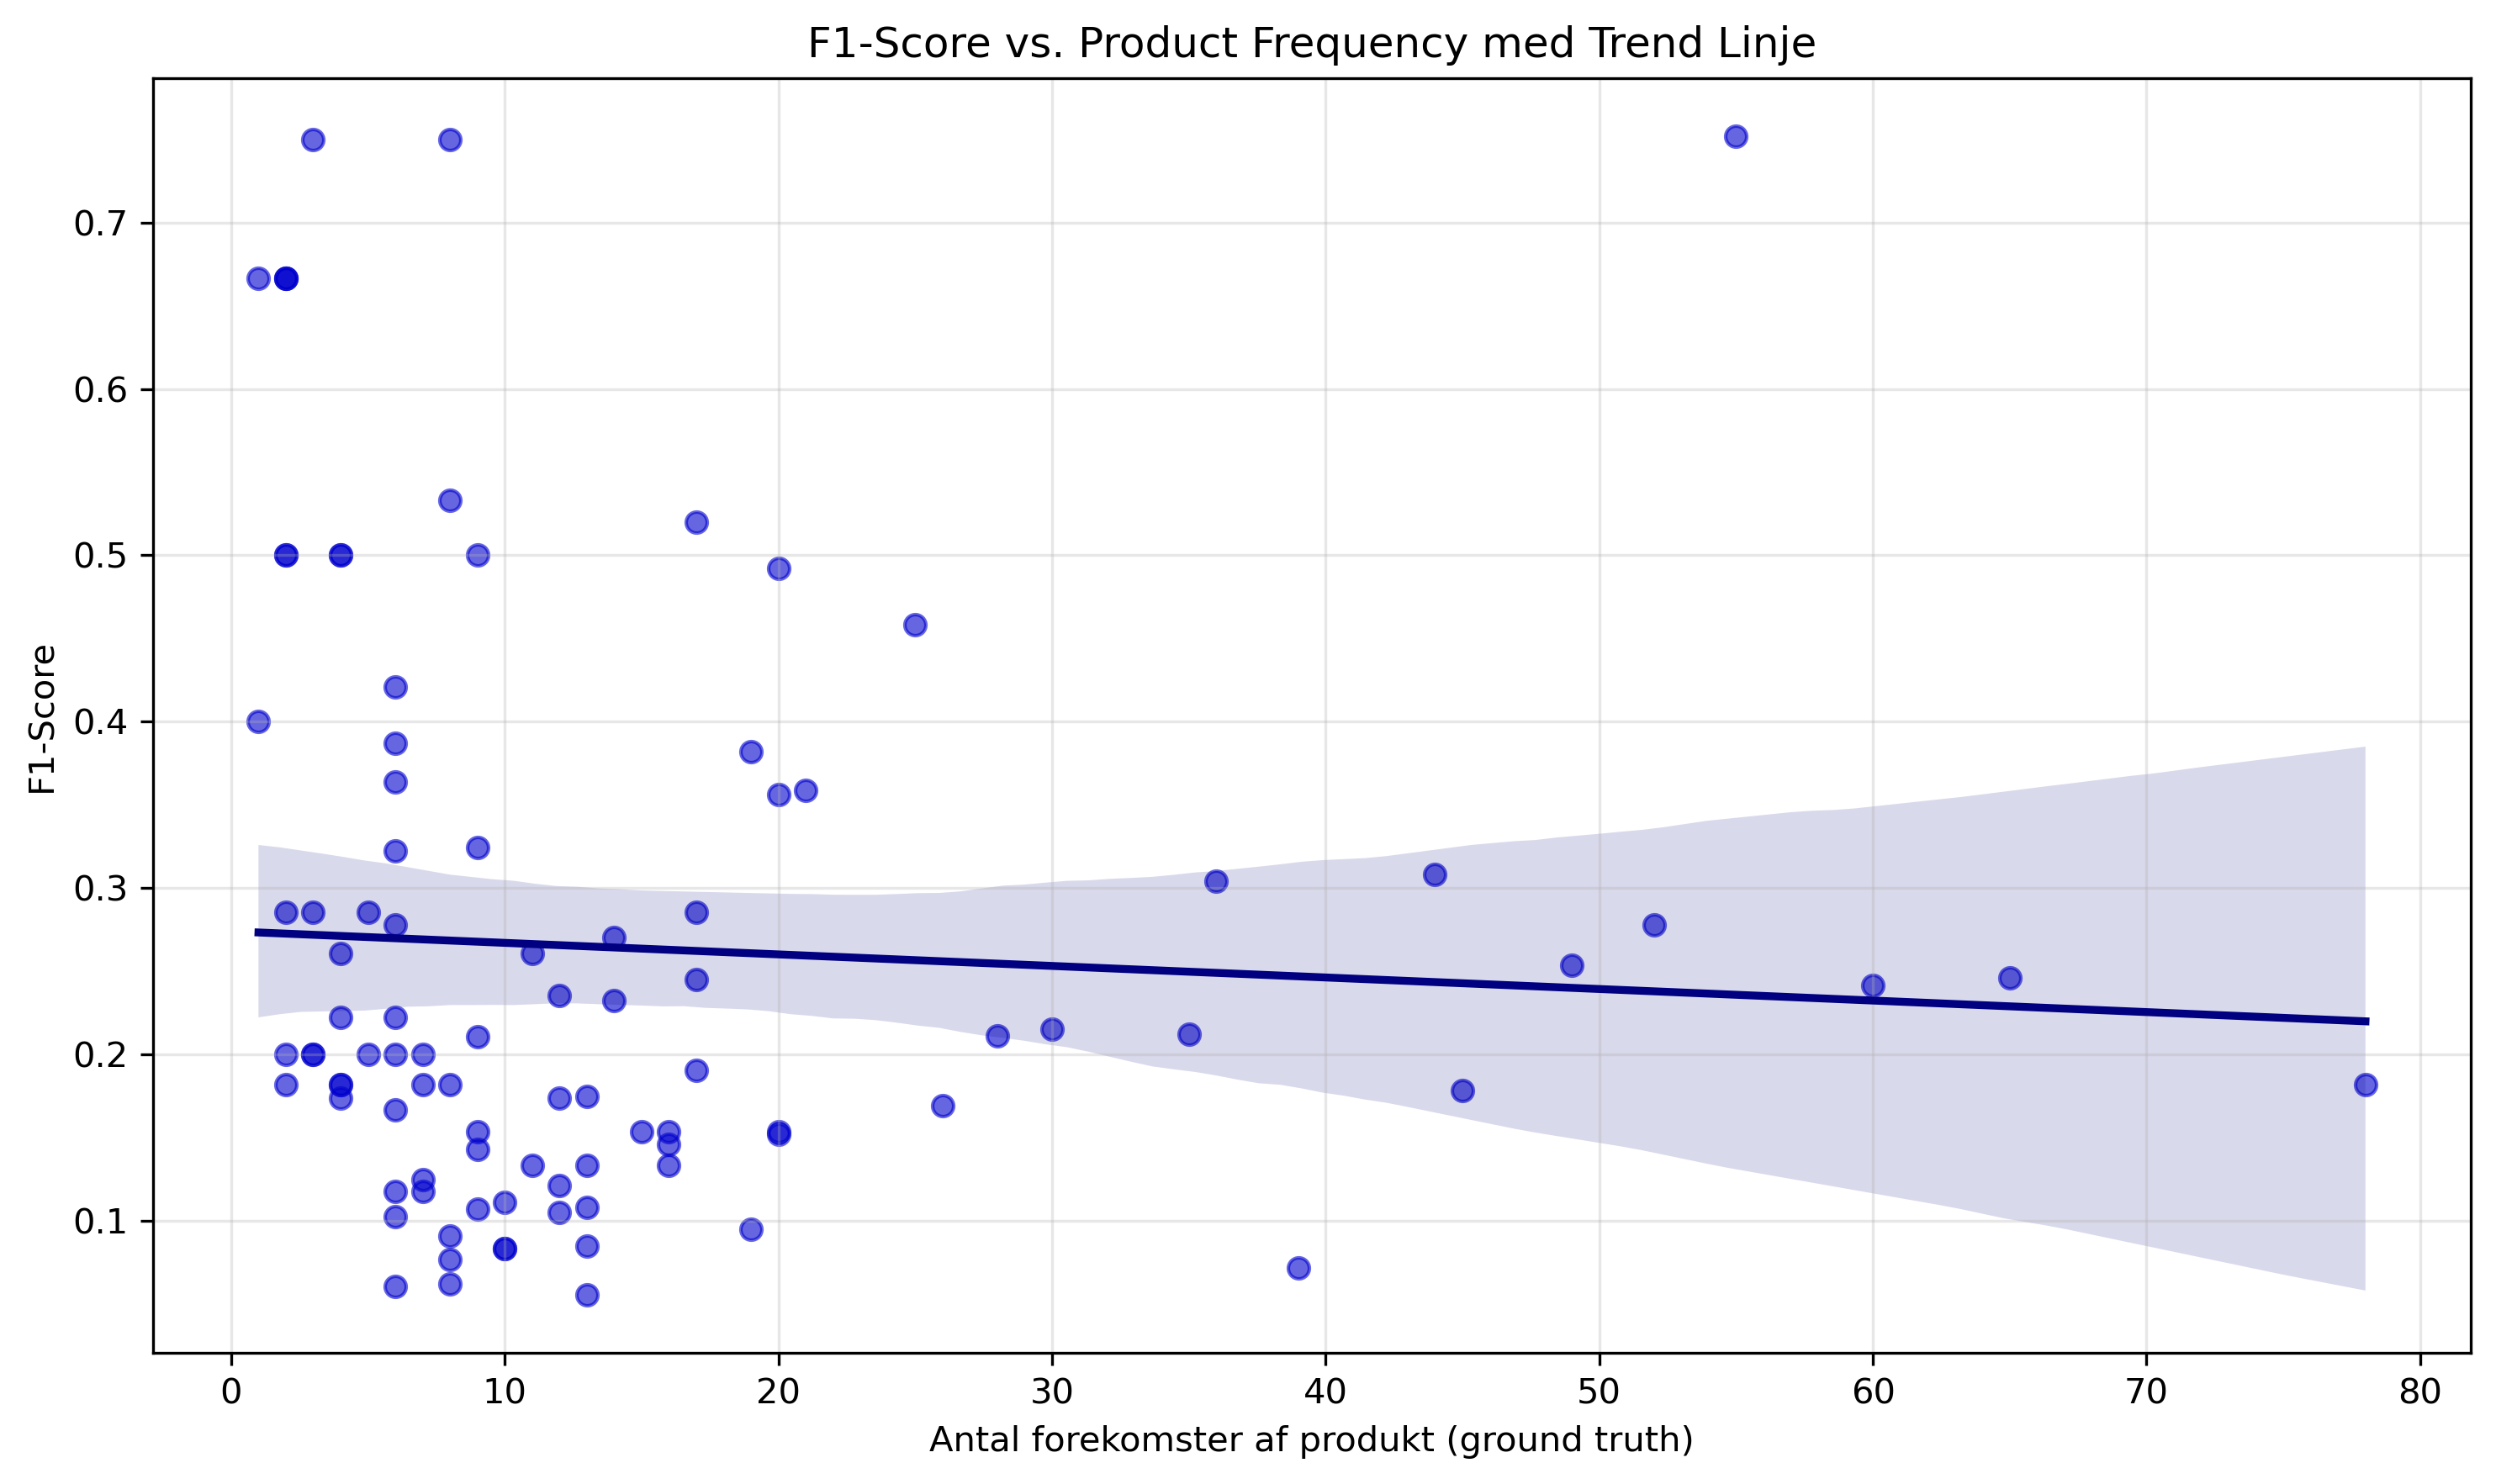 F1-Score vs. Product Frequency med Trend Linje
F1-Score
0.7
0.6
0.5
0.4
0.3
0.2
0.1
0 10 20 30 40 50 60 70 80
Antal forekomster af produkt (ground truth)